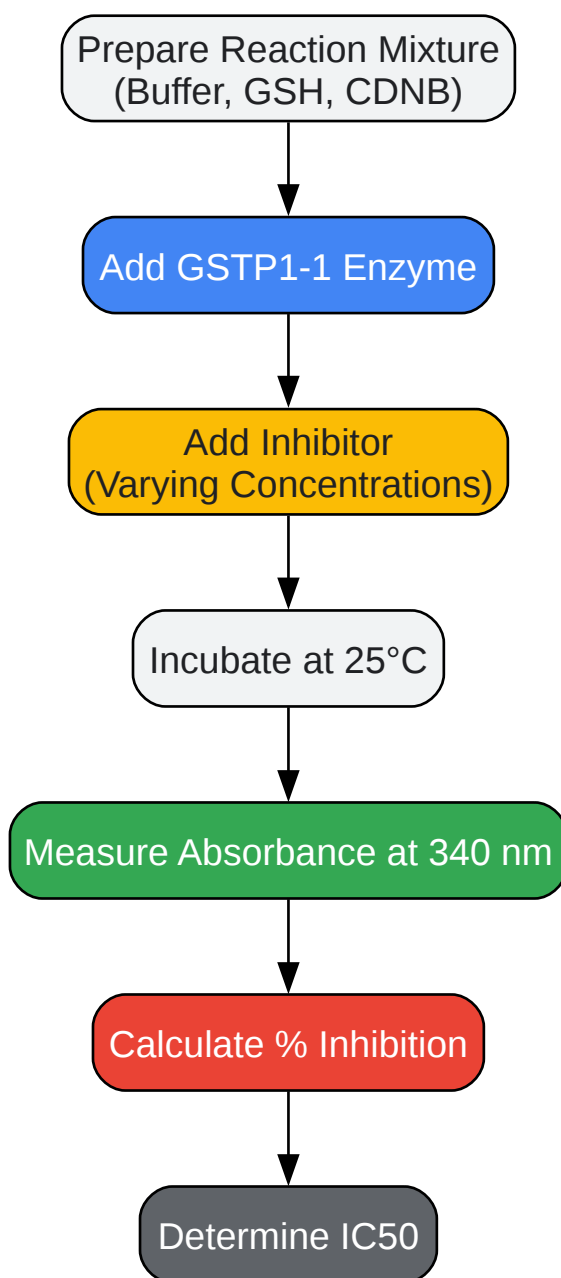 Prepare Reaction Mixture
(Buffer, GSH, CDNB)
Add GSTP1-1 Enzyme
Add Inhibitor
(Varying Concentrations)
Incubate at 25°C
Measure Absorbance at 340 nm
Calculate % Inhibition
Determine IC50